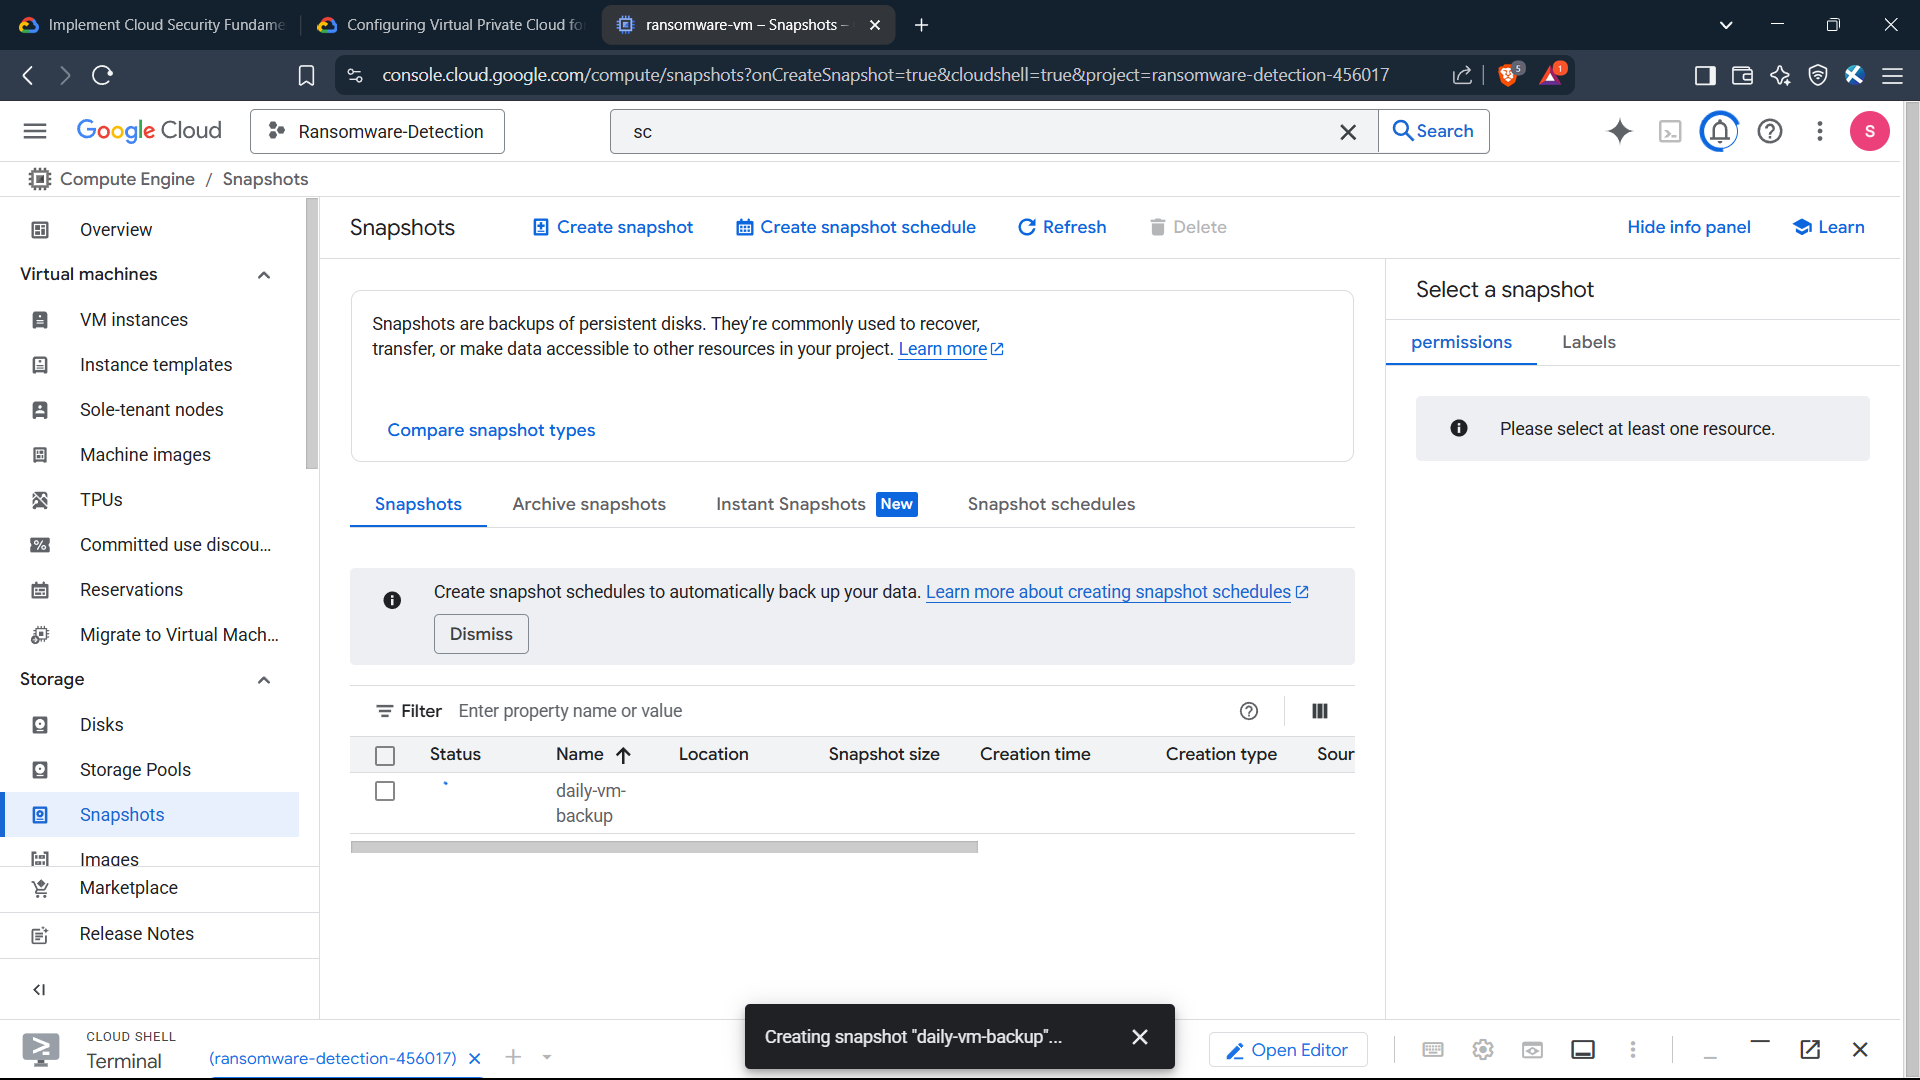 Implement Cloud Security Fundame
Configuring Virtual Private Cloud fo
ransomware-vm – Snapshots –
console.cloud.google.com/compute/snapshots?onCreateSnapshot=true&cloudshell=true&project=ransomware-detection-456017
5
1
Google Cloud
Ransomware-Detection
sc
Search
S
Compute Engine / Snapshots
Overview
Virtual machines
VM instances
Instance templates
Sole-tenant nodes
Machine images
TPUs
Committed use discou...
Reservations
Migrate to Virtual Mach...
Storage
Disks
Storage Pools
Snapshots
Images
Marketplace
Release Notes
Snapshots
Create snapshot
Create snapshot schedule
Refresh
Delete
Hide info panel
Learn
Snapshots are backups of persistent disks. They’re commonly used to recover,
transfer, or make data accessible to other resources in your project. Learn more
Compare snapshot types
Snapshots
Archive snapshots
Instant Snapshots New
Snapshot schedules
Create snapshot schedules to automatically back up your data. Learn more about creating snapshot schedules
Dismiss
Filter Enter property name or value
Status Name Location Snapshot size Creation time Creation type Sour
daily-vm-
backup
Select a snapshot
permissions
Labels
Please select at least one resource.
CLOUD SHELL
Terminal
(ransomware-detection-456017)
Creating snapshot "daily-vm-backup"...
Open Editor